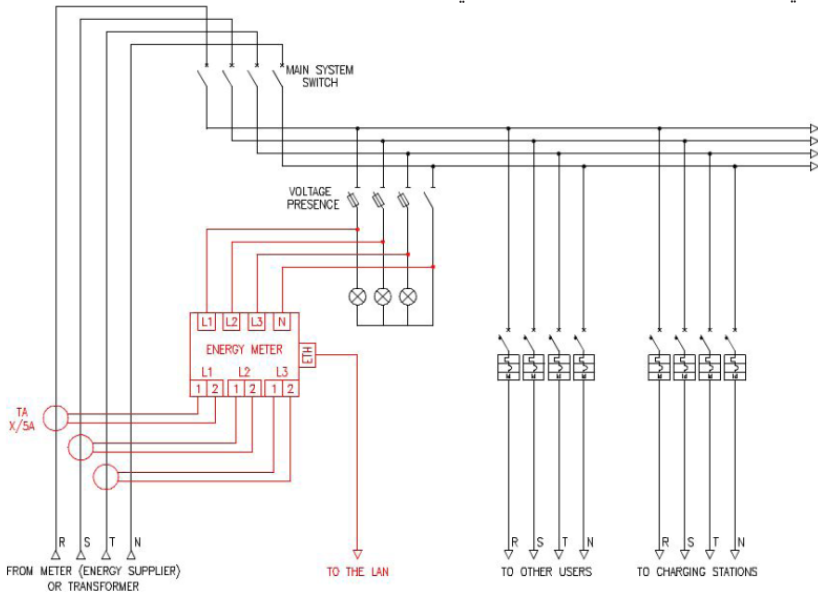 MAIN SYSTEM
SWITCH
VOLTAGE
PRESENCE
L1 L2 L3 N
ENERGY METER
ETH
L1 L2 L3
1 2 1 2 1 2
TA
X/5A
R S T N
R S T N
R S T N
FROM METER (ENERGY SUPPLIER)
OR TRANSFORMER
TO THE LAN
TO OTHER USERS
TO CHARGING STATIONS